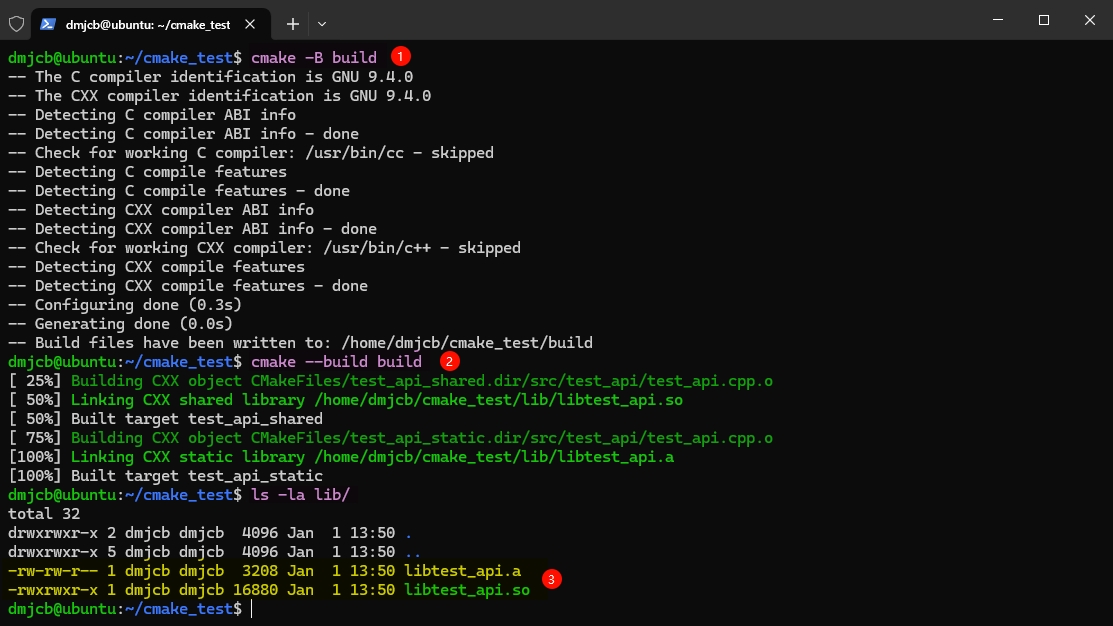 dmjcb@ubuntu: ~/cmake_test
dmjcb@ubuntu:~/cmake_test$ cmake -B build 1
-- The C compiler identification is GNU 9.4.0
-- The CXX compiler identification is GNU 9.4.0
-- Detecting C compiler ABI info
-- Detecting C compiler ABI info - done
-- Check for working C compiler: /usr/bin/cc - skipped
-- Detecting C compile features
-- Detecting C compile features - done
-- Detecting CXX compiler ABI info
-- Detecting CXX compiler ABI info - done
-- Check for working CXX compiler: /usr/bin/c++ - skipped
-- Detecting CXX compile features
-- Detecting CXX compile features - done
-- Configuring done (0.3s)
-- Generating done (0.0s)
-- Build files have been written to: /home/dmjcb/cmake_test/build
dmjcb@ubuntu:~/cmake_test$ cmake --build build 2
[ 25%] Building CXX object CMakeFiles/test_api_shared.dir/src/test_api/test_api.cpp.o
[ 50%] Linking CXX shared library /home/dmjcb/cmake_test/lib/libtest_api.so
[ 50%] Built target test_api_shared
[ 75%] Building CXX object CMakeFiles/test_api_static.dir/src/test_api/test_api.cpp.o
[100%] Linking CXX static library /home/dmjcb/cmake_test/lib/libtest_api.a
[100%] Built target test_api_static
dmjcb@ubuntu:~/cmake_test$ ls -la lib/
total 32
drwxrwxr-x 2 dmjcb dmjcb  4096 Jan  1 13:50 .
drwxrwxr-x 5 dmjcb dmjcb  4096 Jan  1 13:50 ..
-rw-rw-r-- 1 dmjcb dmjcb  3208 Jan  1 13:50 libtest_api.a
3
-rwxrwxr-x 1 dmjcb dmjcb 16880 Jan  1 13:50 libtest_api.so
dmjcb@ubuntu:~/cmake_test$